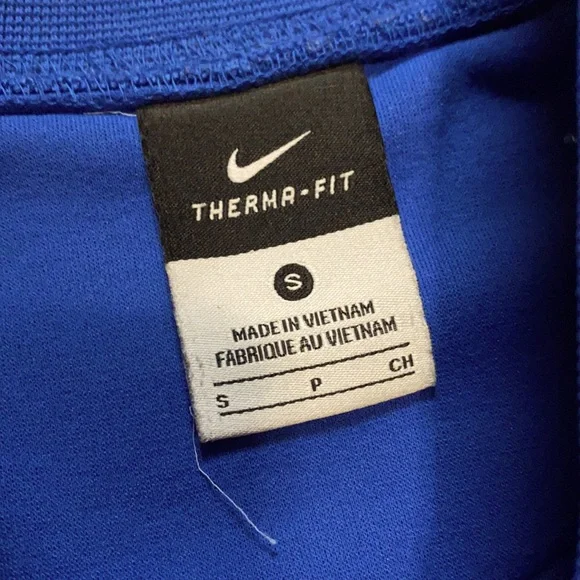 THERMA-FIT
S
MADE IN VIETNAM
FABRIQUE AU VIETNAM
S P CH